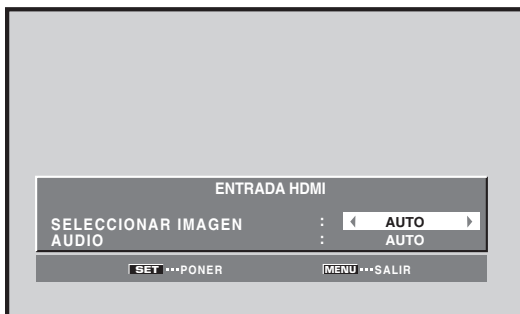 ENTRADA HDMI
SELECCIONAR IMAGEN : AUTO
AUDIO : AUTO
SET ••• PONER MENU ••• SALIR